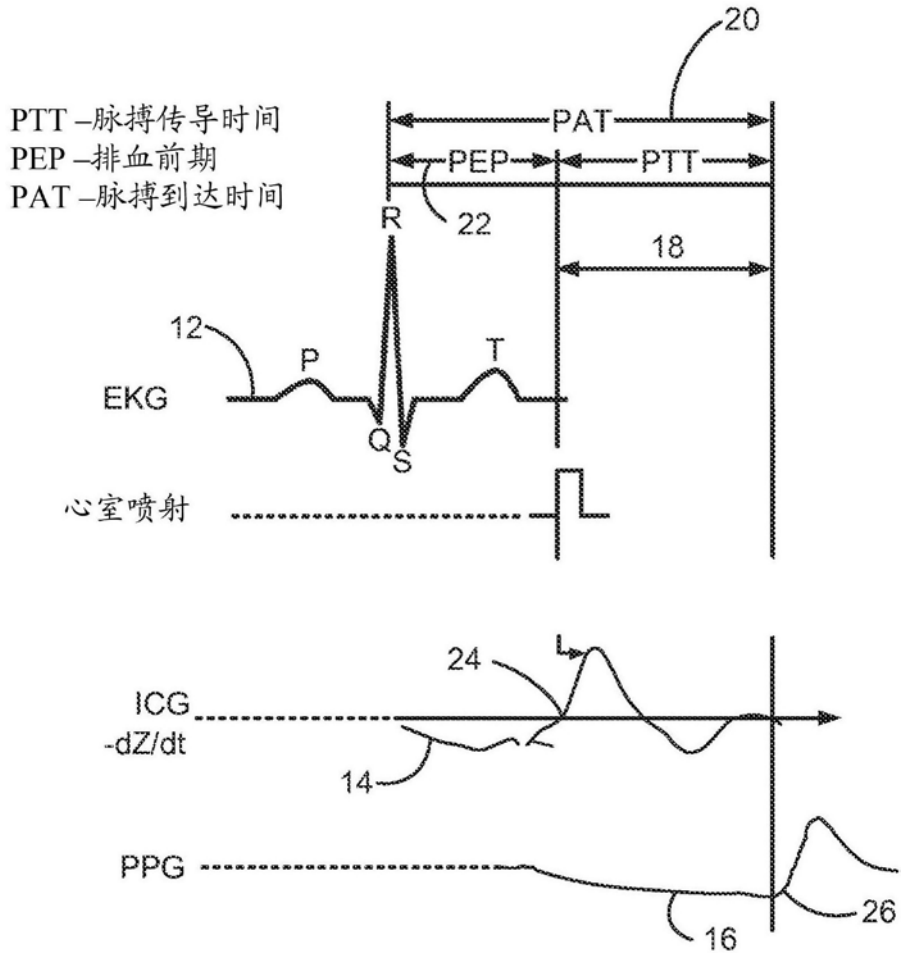 20
PTT –脉搏传导时间
PAT
PEP –排血前期
PEP
PTT
PAT –脉搏到达时间
22
R
18
12
P
T
EKG
Q
S
心室喷射
24
ICG
-dZ/dt
14
PPG
16
26